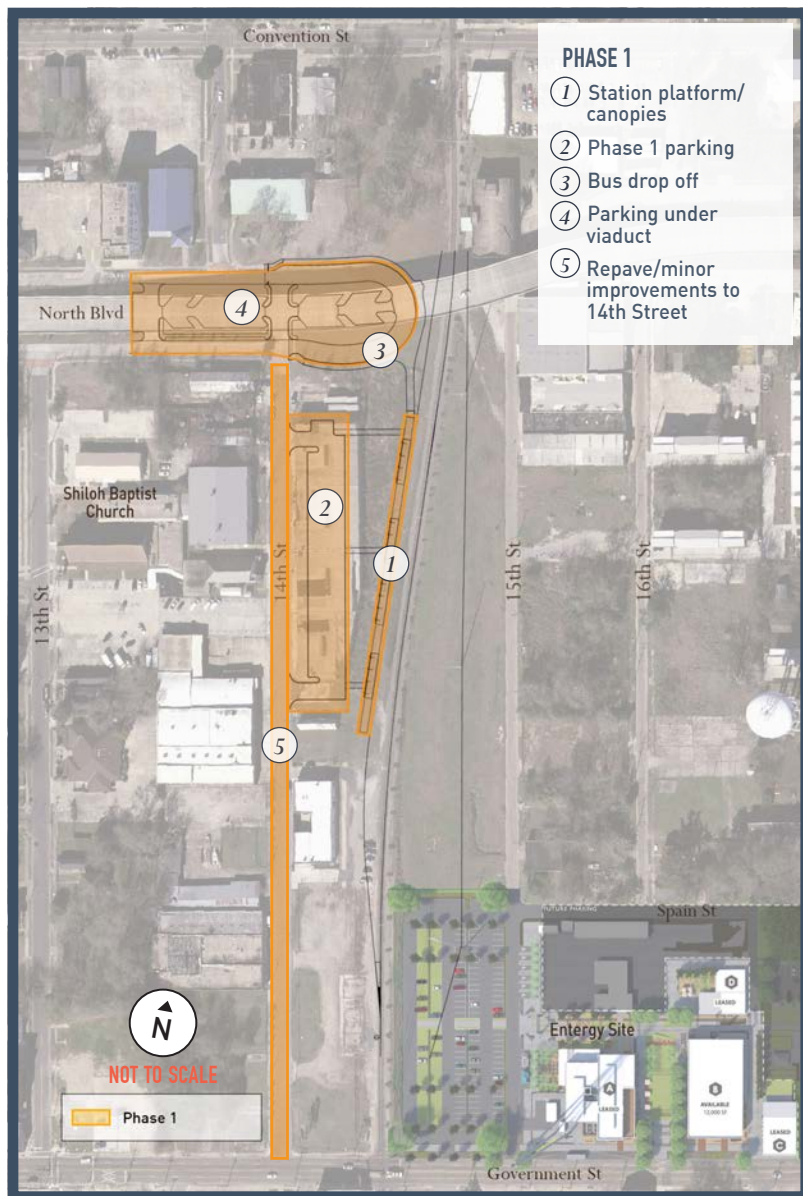 Convention St
PHASE 1
1 Station platform/
canopies
2 Phase 1 parking
3 Bus drop off
4 Parking under
viaduct
5 Repave/minor
improvements to
14th Street
North Blvd
4
3
Shiloh Baptist
Church
2
1
13th St
14th St
15th St
16th St
5
FUTURE PARKING
Spain St
D
LEASED
Entergy Site
A
LEASED
B
AVAILABLE
12,000 SF
LEASED
C
N
NOT TO SCALE
Phase 1
Government St